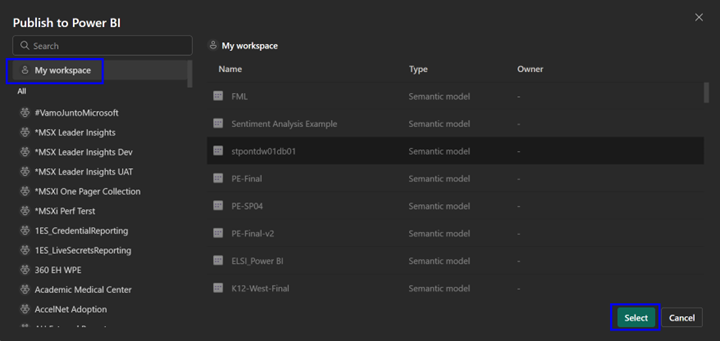 Publish to Power BI
Search
My workspace
All
#VamoJuntoMicrosoft
*MSX Leader Insights
*MSX Leader Insights Dev
*MSX Leader Insights UAT
*MSXI One Pager Collection
*MSXi Perf Terst
1ES_CredentialReporting
1ES_LiveSecretsReporting
360 EH WPE
Academic Medical Center
AccelNet Adoption
My workspace
Name Type Owner
FML Semantic model -
Sentiment Analysis Example Semantic model -
stpontdw01db01 Semantic model -
PE-Final Semantic model -
PE-SP04 Semantic model -
PE-Final-v2 Semantic model -
ELSI_Power BI Semantic model -
K12-West-Final Semantic model -
Select Cancel